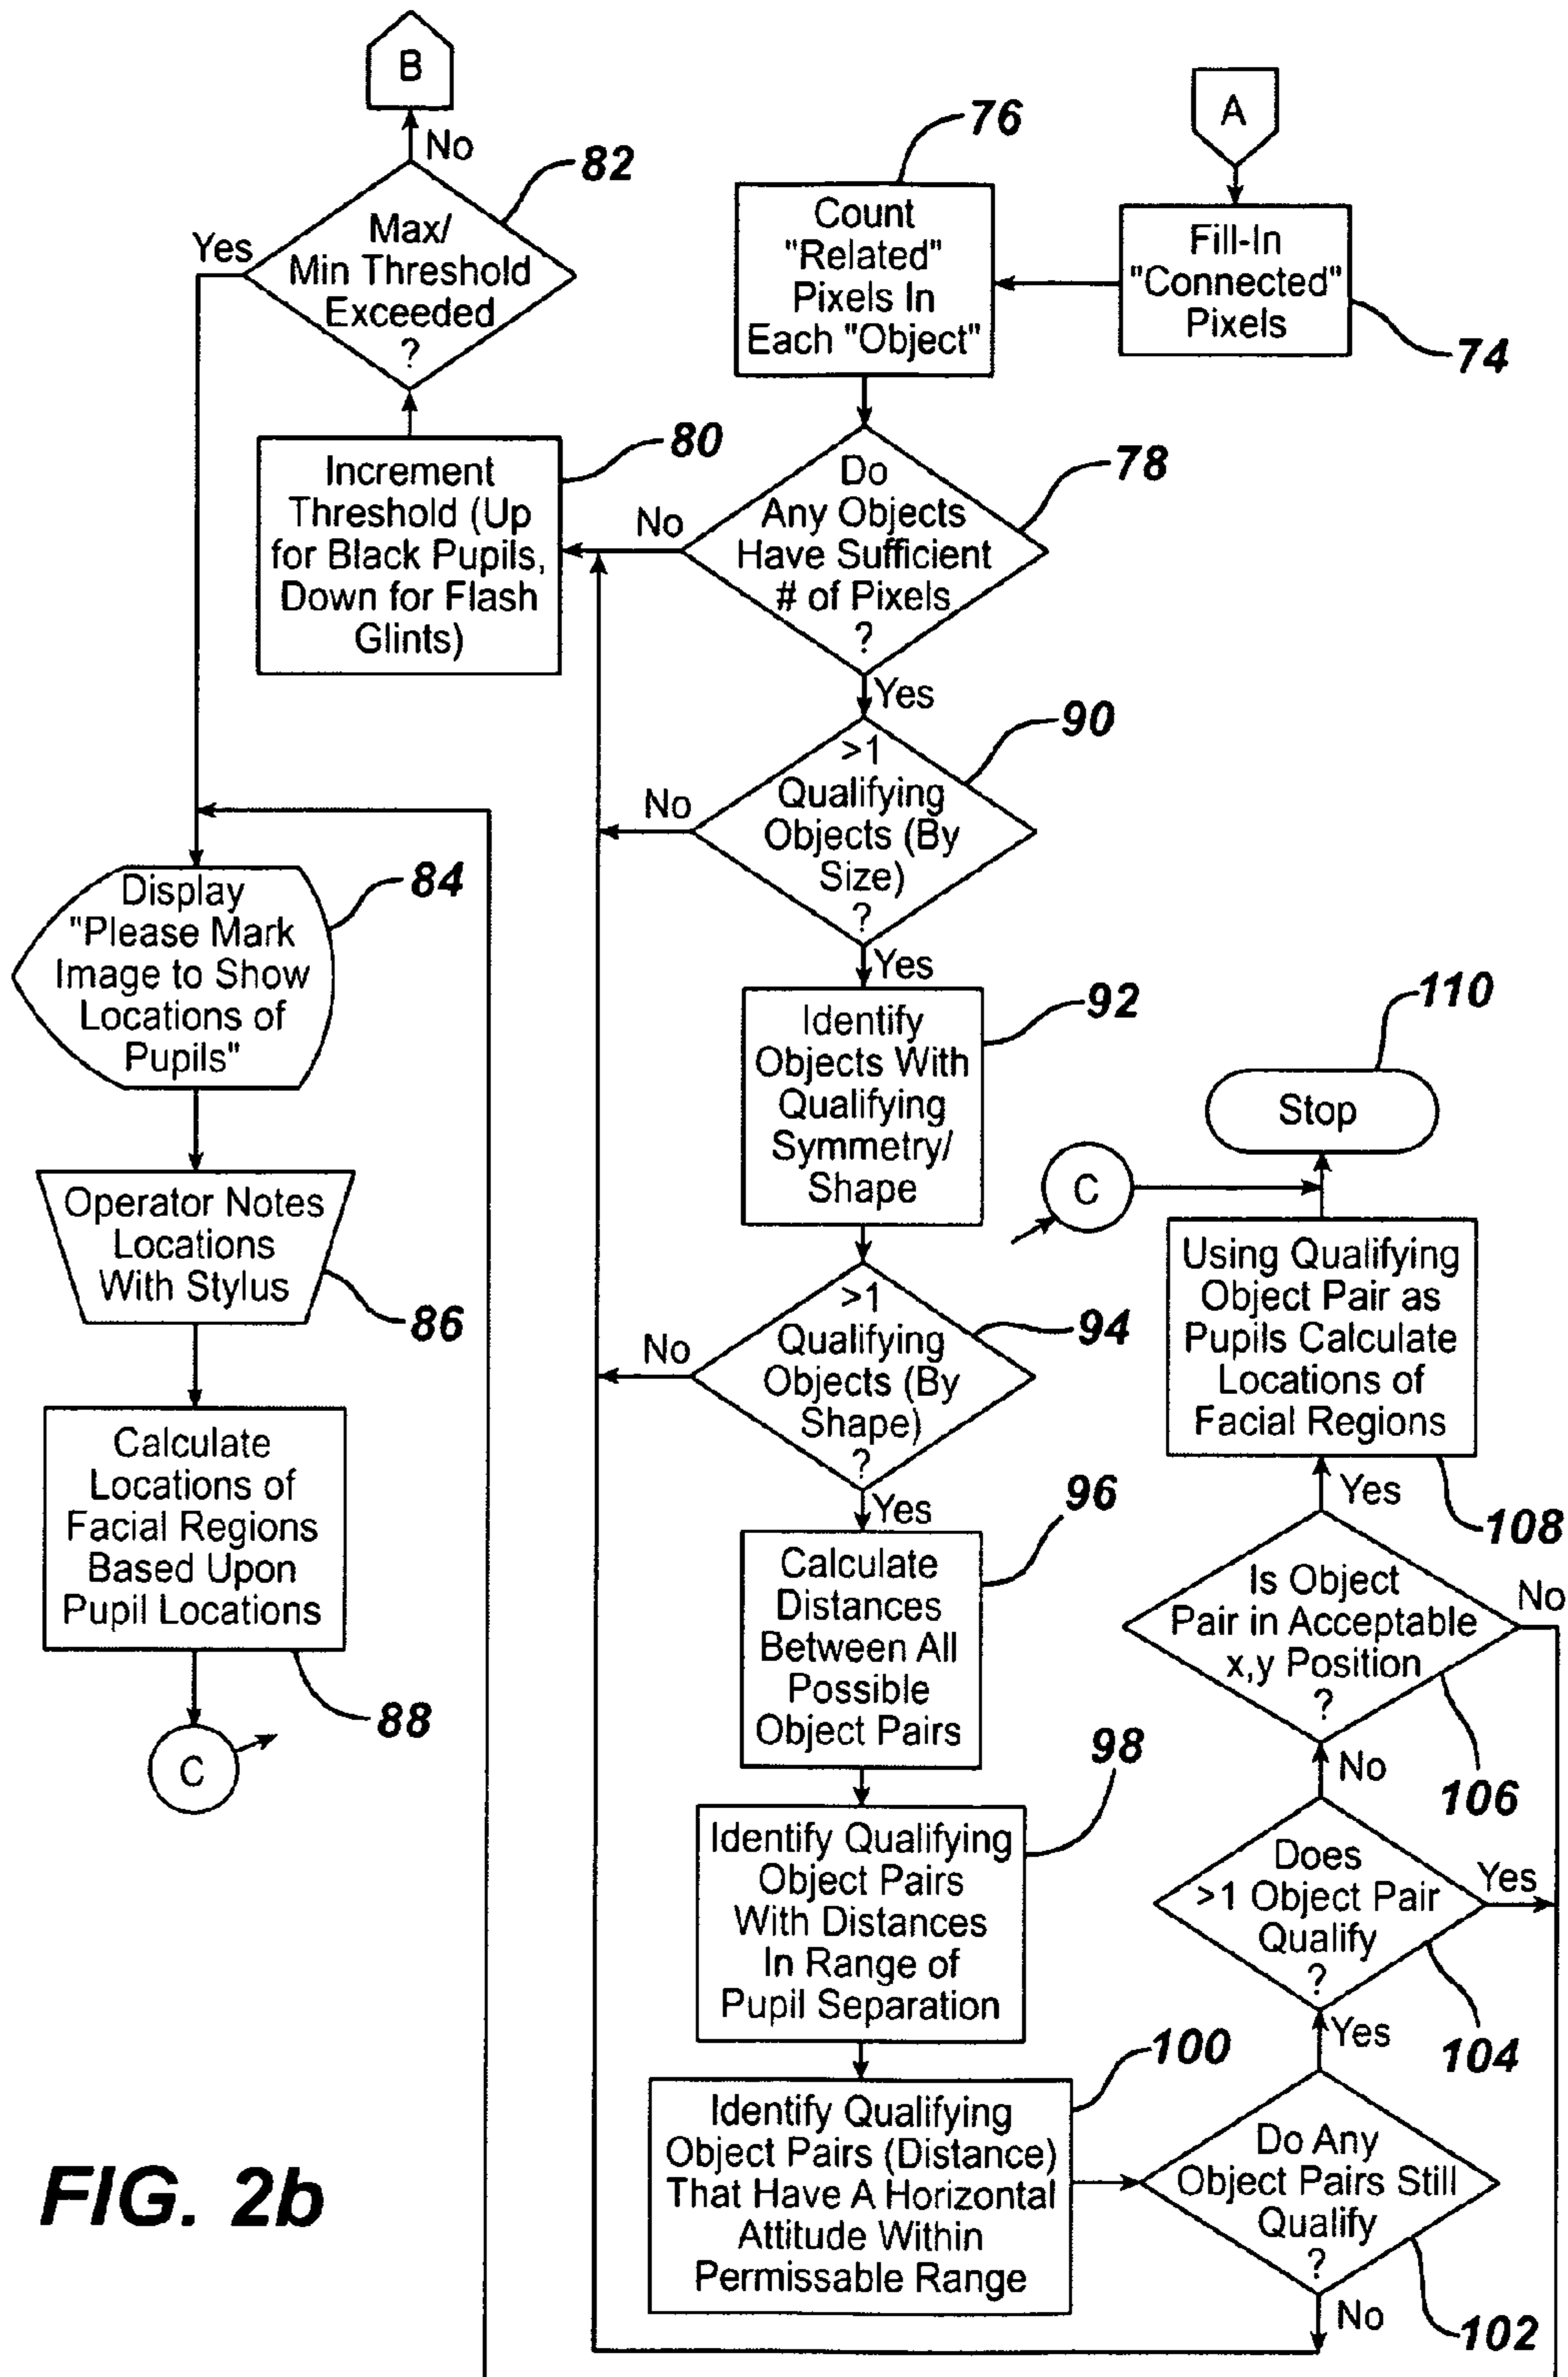 B
No
82
Max/
Min Threshold
Exceeded
?
Yes
80
Increment
Threshold (Up
for Black Pupils,
Down for Flash
Glints)
84
Display
"Please Mark
Image to Show
Locations of
Pupils"
Operator Notes
Locations
With Stylus
86
Calculate
Locations of
Facial Regions
Based Upon
Pupil Locations
88
C
FIG. 2b
A
Fill-In
"Connected"
Pixels
74
76
Count
"Related"
Pixels In
Each "Object"
78
Do
Any Objects
Have Sufficient
# of Pixels
?
No
Yes
90
>1
Qualifying
Objects (By
Size)
?
No
Yes
92
Identify
Objects With
Qualifying
Symmetry/
Shape
94
>1
Qualifying
Objects (By
Shape)
?
No
Yes
96
Calculate
Distances
Between All
Possible
Object Pairs
98
Identify Qualifying
Object Pairs
With Distances
In Range of
Pupil Separation
100
Identify Qualifying
Object Pairs (Distance)
That Have A Horizontal
Attitude Within
Permissable Range
110
Stop
C
Using Qualifying
Object Pair as
Pupils Calculate
Locations of
Facial Regions
108
Yes
Is Object
Pair in Acceptable
x,y Position
?
No
106
No
Does
>1 Object Pair
Qualify
?
Yes
104
Yes
Do Any
Object Pairs Still
Qualify
?
No
102